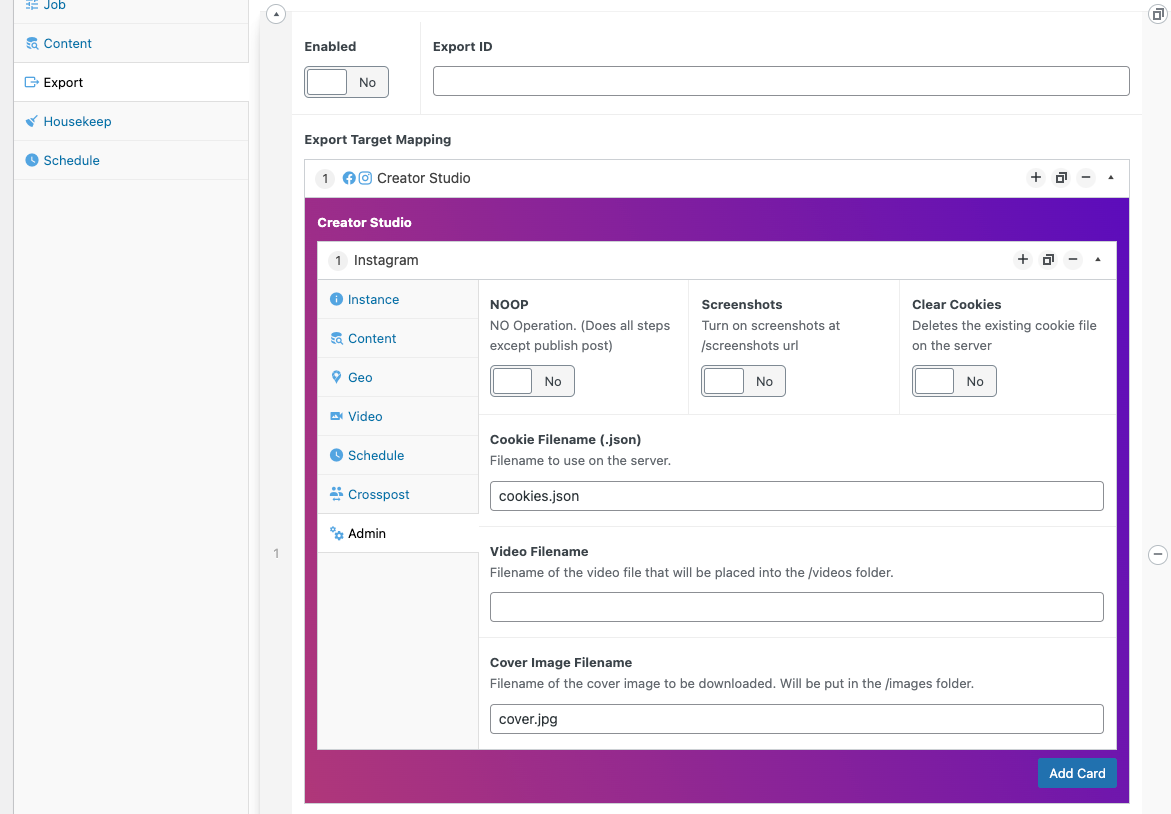 Job
Content
Export
Housekeep
Schedule
Enabled
No
Export ID
Export Target Mapping
1 Creator Studio
Creator Studio
1 Instagram
Instance
Content
Geo
Video
Schedule
Crosspost
Admin
NOOP
NO Operation. (Does all steps
except publish post)
No
Screenshots
Turn on screenshots at
/screenshots url
No
Clear Cookies
Deletes the existing cookie file
on the server
No
Cookie Filename (.json)
Filename to use on the server.
cookies.json
Video Filename
Filename of the video file that will be placed into the /videos folder.
Cover Image Filename
Filename of the cover image to be downloaded. Will be put in the /images folder.
cover.jpg
Add Card
1